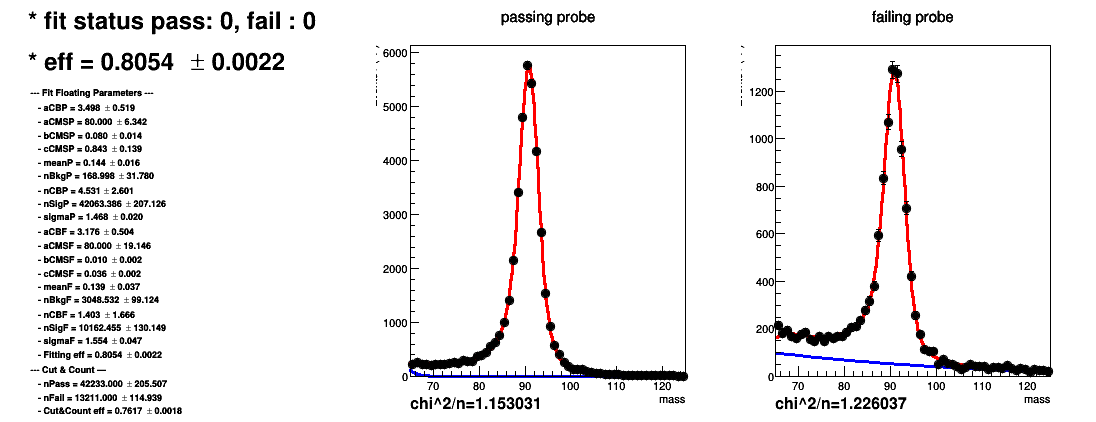 * fit status pass: 0, fail : 0
* eff = 0.8054 ± 0.0022
--- Fit Floating Parameters ---
- aCBP = 3.498 ± 0.519
- aCMSP = 80.000 ± 6.342
- bCMSP = 0.080 ± 0.014
- cCMSP = 0.843 ± 0.139
- meanP = 0.144 ± 0.016
- nBkgP = 168.998 ± 31.780
- nCBP = 4.531 ± 2.601
- nSigP = 42063.386 ± 207.126
- sigmaP = 1.468 ± 0.020
- aCBF = 3.176 ± 0.504
- aCMSF = 80.000 ± 19.146
- bCMSF = 0.010 ± 0.002
- cCMSF = 0.036 ± 0.002
- meanF = 0.139 ± 0.037
- nBkgF = 3048.532 ± 99.124
- nCBF = 1.403 ± 1.666
- nSigF = 10162.455 ± 130.149
- sigmaF = 1.554 ± 0.047
- Fitting eff = 0.8054 ± 0.0022
--- Cut & Count ---
- nPass = 42233.000 ± 205.507
- nFail = 13211.000 ± 114.939
- Cut&Count eff = 0.7617 ± 0.0018
passing probe
6000
5000
4000
3000
2000
1000
0
70 80 90 100 110 120
mass
chi^2/n=1.153031
failing probe
1200
1000
800
600
400
200
0
70 80 90 100 110 120
mass
chi^2/n=1.226037